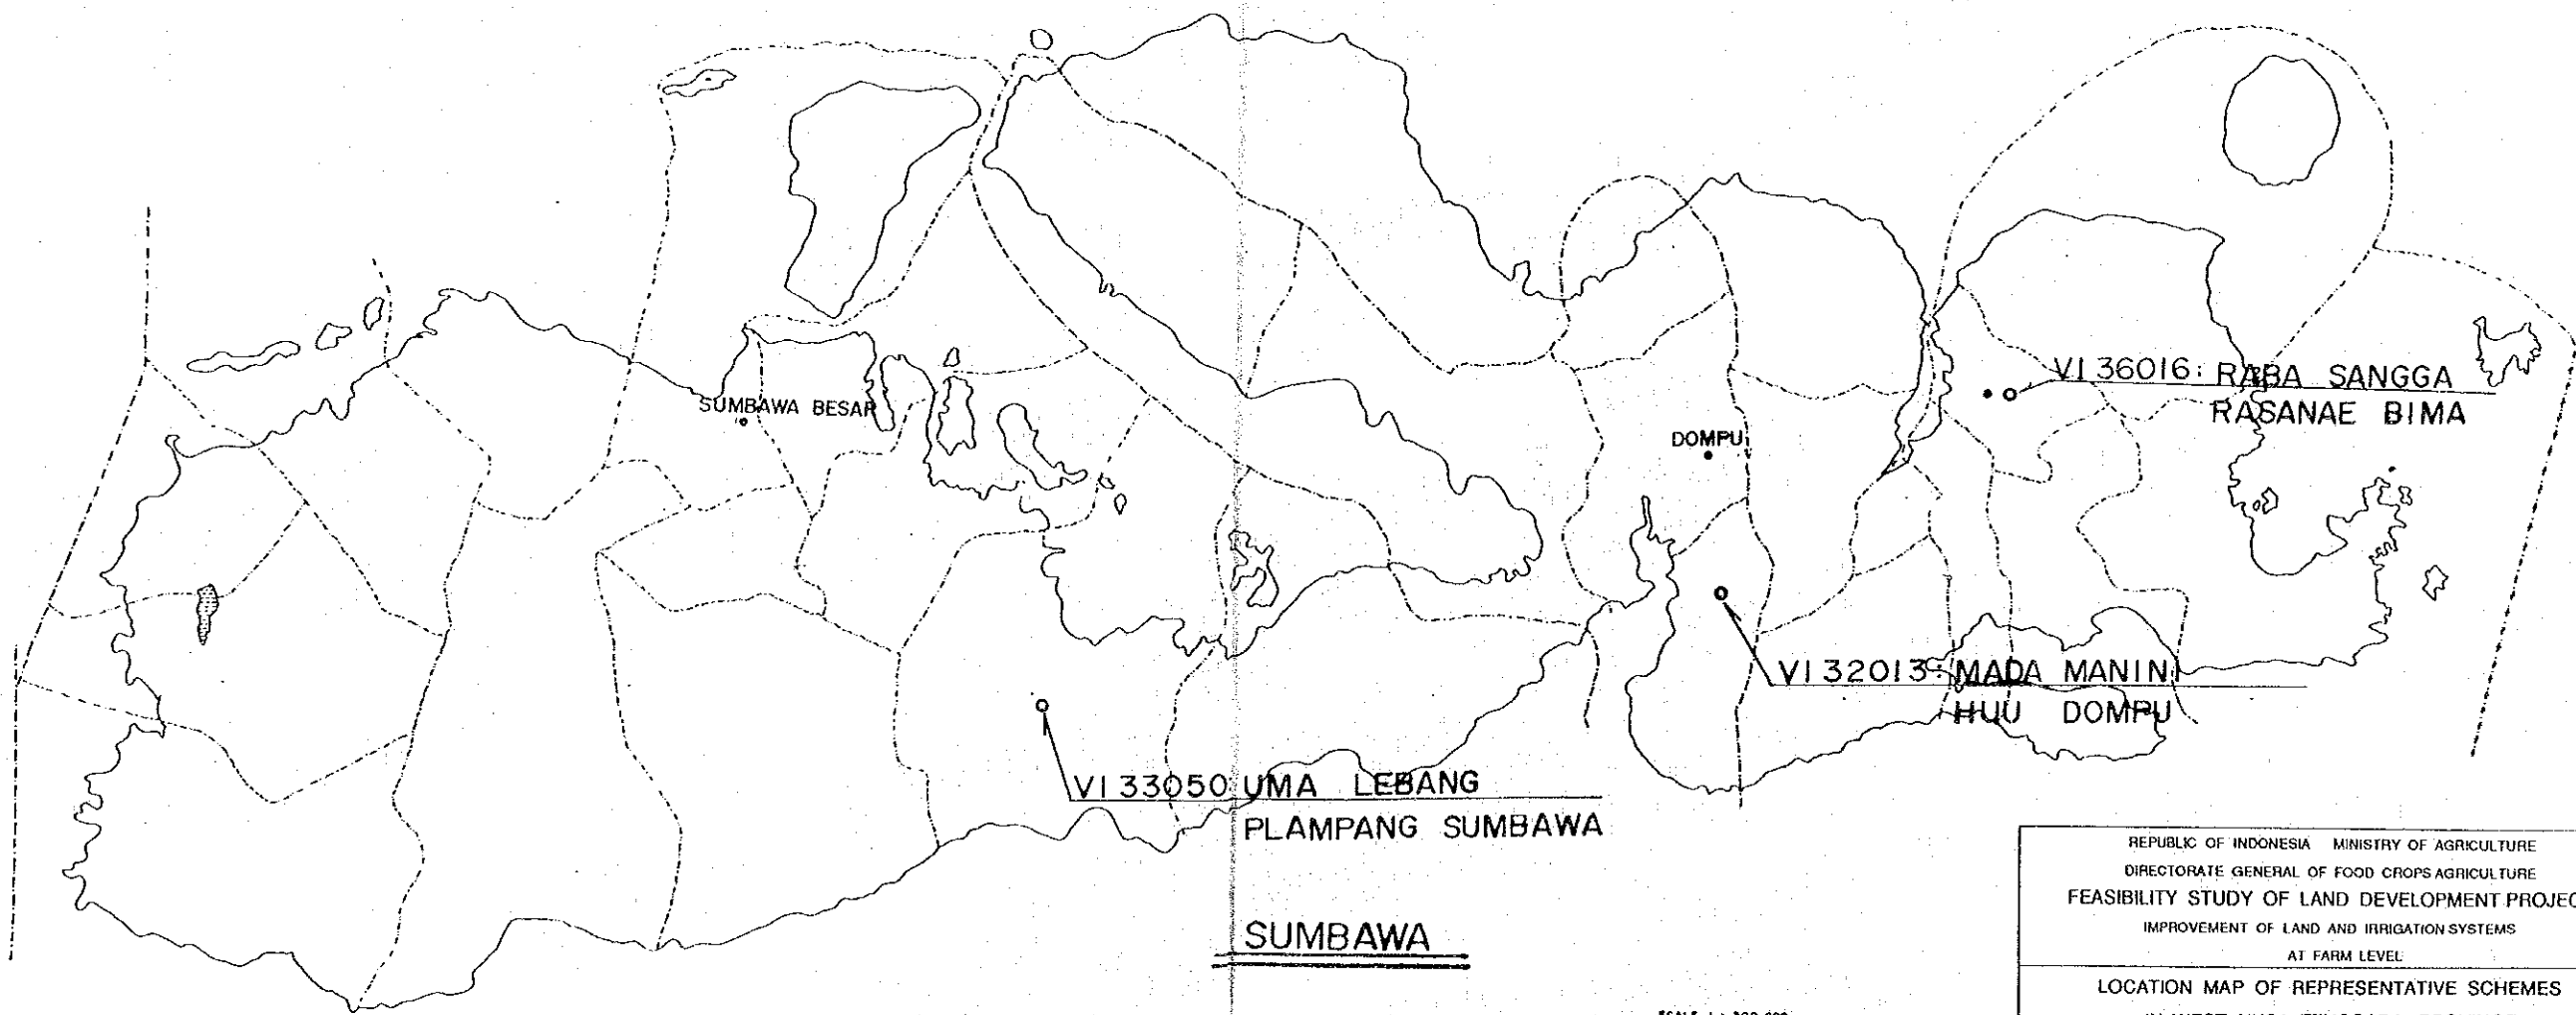 SUMBAWA BESAR
DOMPU
VI 36016: RABA SANGGA
RASANAE BIMA
VI 32013: MADA MANINI
HUU DOMPU
VI 33050 UMA LEBANG
PLAMPANG SUMBAWA
SUMBAWA
REPUBLIC OF INDONESIA MINISTRY OF AGRICULTURE
DIRECTORATE GENERAL OF FOOD CROPS AGRICULTURE
FEASIBILITY STUDY OF LAND DEVELOPMENT PROJEC
IMPROVEMENT OF LAND AND IRRIGATION SYSTEMS
AT FARM LEVEL
LOCATION MAP OF REPRESENTATIVE SCHEMES